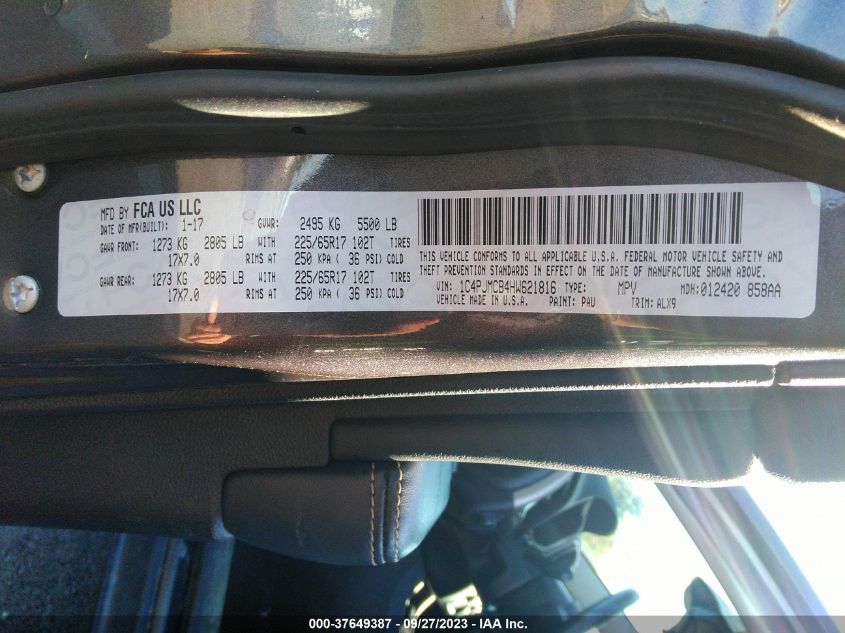 MFD BY FCA US LLC
DATE OF MFR(BUILT): 1-17 GVWR: 2495 KG 5500 LB
GAWR FRONT: 1273 KG 2805 LB WITH 225/65R17 102T TIRES
17X7.0 RIMS AT 250 KPA ( 36 PSI) COLD
GAWR REAR: 1273 KG 2805 LB WITH 225/65R17 102T TIRES
17X7.0 RIMS AT 250 KPA ( 36 PSI) COLD
THIS VEHICLE CONFORMS TO ALL APPLICABLE U.S.A. FEDERAL MOTOR VEHICLE SAFETY AND
THEFT PREVENTION STANDARDS IN EFFECT ON THE DATE OF MANUFACTURE SHOWN ABOVE.
VIN: 1C4PJMCB4HW621816 TYPE: MPV MDH: 012420 858AA
VEHICLE MADE IN U.S.A. PAINT: PAU TRIM: ALX9
000-37649387 - 09/27/2023 - IAA Inc.